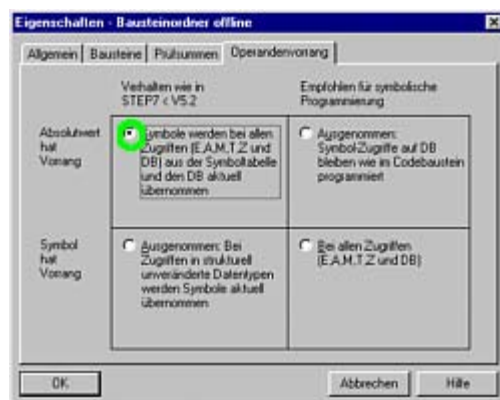 Eigenschaften - Bausteinordner offline
Allgemein
Bausteine
Prüfsummen
Operandenvorrang
Verhalten wie in
STEP7 < V5.2
Empfohlen für symbolische
Programmierung
Absolutwert
hat
Vorrang
Symbole werden bei allen
Zugriffen (E,A,M,T,Z und
DB) aus der Symboltabelle
und den DB aktuell
übernommen
Ausgenommen:
Symbol-Zugriffe auf DB
bleiben wie im Codebaustein
programmiert
Symbol
hat
Vorrang
Ausgenommen: Bei
Zugriffen in strukturell
unveränderte Datentypen
werden Symbole aktuell
übernommen
Bei allen Zugriffen
(E,A,M,T,Z und DB)
OK
Abbrechen
Hilfe